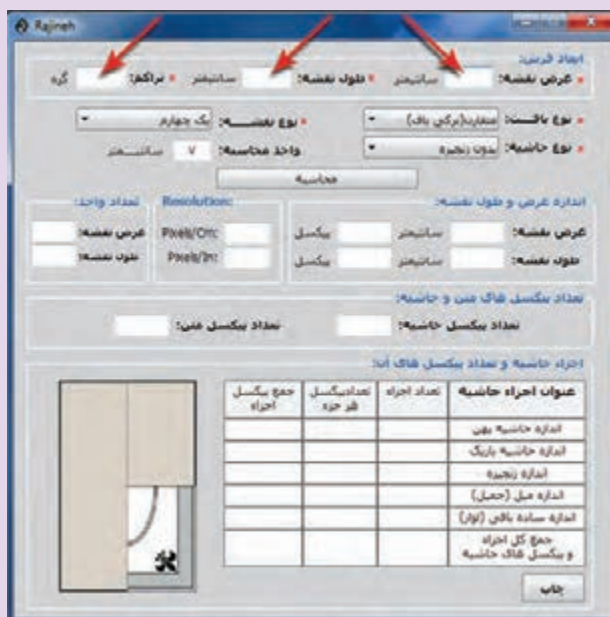 Rajineh
ابعاد فرش:
عرض نقشه: سانتیمتر طول نقشه: سانتیمتر تراکم: گره
نوع بافت: متقارن(ترکی باف) نوع نقشـــه: یک چهارم
نوع حاشیه: بدون زنجیره واحد محاسبه: ۷ سانتیـــمتر
محاسبه
اندازه عرض و طول نقشه: Resolution: تعداد واحد:
عرض نقشه: سانتیمتر پیکسل Pixels/Cm: عرض نقشه:
طول نقشه: سانتیمتر پیکسل Pixels/In: طول نقشه:
تعداد پیکسل های متن و حاشیه:
تعداد پیکسل حاشیه: تعداد پیکسل متن:
اجزاء حاشیه و تعداد پیکسل های آن:
عنوان اجزاء حاشیه تعداد اجزاء تعدادپیکسل هر جزء جمع پیکسل اجزاء
اندازه حاشیه پهن
اندازه حاشیه باریک
اندازه زنجیره
اندازه میل (حمیل)
اندازه ساده بافی (لوار)
جمع کل اجزاء
و پیکسل های حاشیه
چاپ